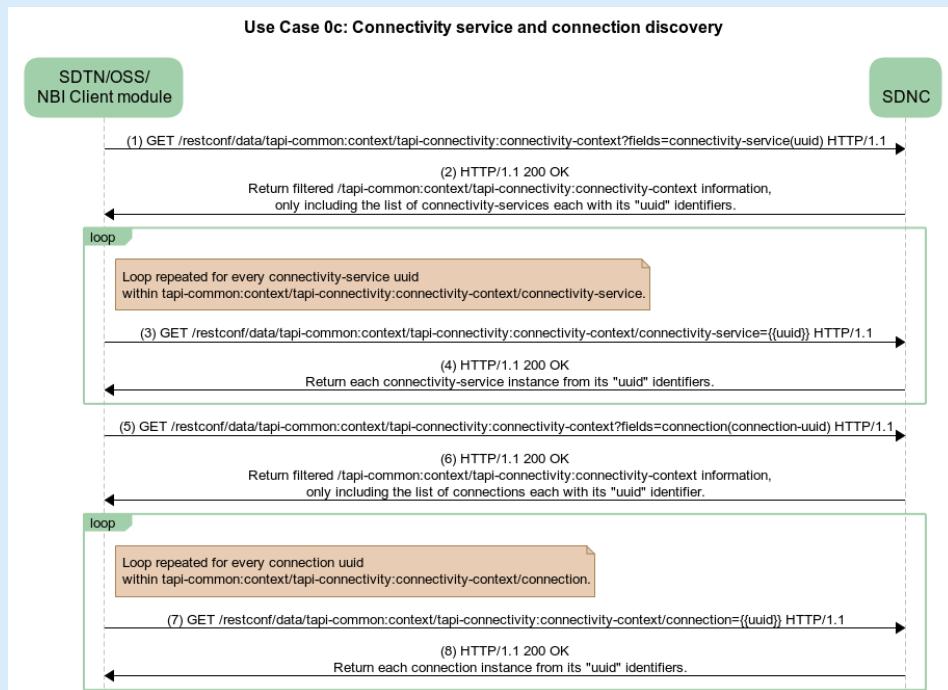 Use Case 0c: Connectivity service and connection discovery
SDTN/OSS/
NBI Client module
SDNC
(1) GET /restconf/data/tapi-common:context/tapi-connectivity:connectivity-context?fields=connectivity-service(uuid) HTTP/1.1
(2) HTTP/1.1 200 OK
Return filtered /tapi-common:context/tapi-connectivity:connectivity-context information,
only including the list of connectivity-services each with its "uuid" identifiers.
loop
Loop repeated for every connectivity-service uuid
within tapi-common:context/tapi-connectivity:connectivity-context/connectivity-service.
(3) GET /restconf/data/tapi-common:context/tapi-connectivity:connectivity-context/connectivity-service={{uuid}} HTTP/1.1
(4) HTTP/1.1 200 OK
Return each connectivity-service instance from its "uuid" identifiers.
(5) GET /restconf/data/tapi-common:context/tapi-connectivity:connectivity-context?fields=connection(connection-uuid) HTTP/1.1
(6) HTTP/1.1 200 OK
Return filtered /tapi-common:context/tapi-connectivity:connectivity-context information,
only including the list of connections each with its "uuid" identifier.
loop
Loop repeated for every connection uuid
within tapi-common:context/tapi-connectivity:connectivity-context/connection.
(7) GET /restconf/data/tapi-common:context/tapi-connectivity:connectivity-context/connection={{uuid}} HTTP/1.1
(8) HTTP/1.1 200 OK
Return each connection instance from its "uuid" identifiers.